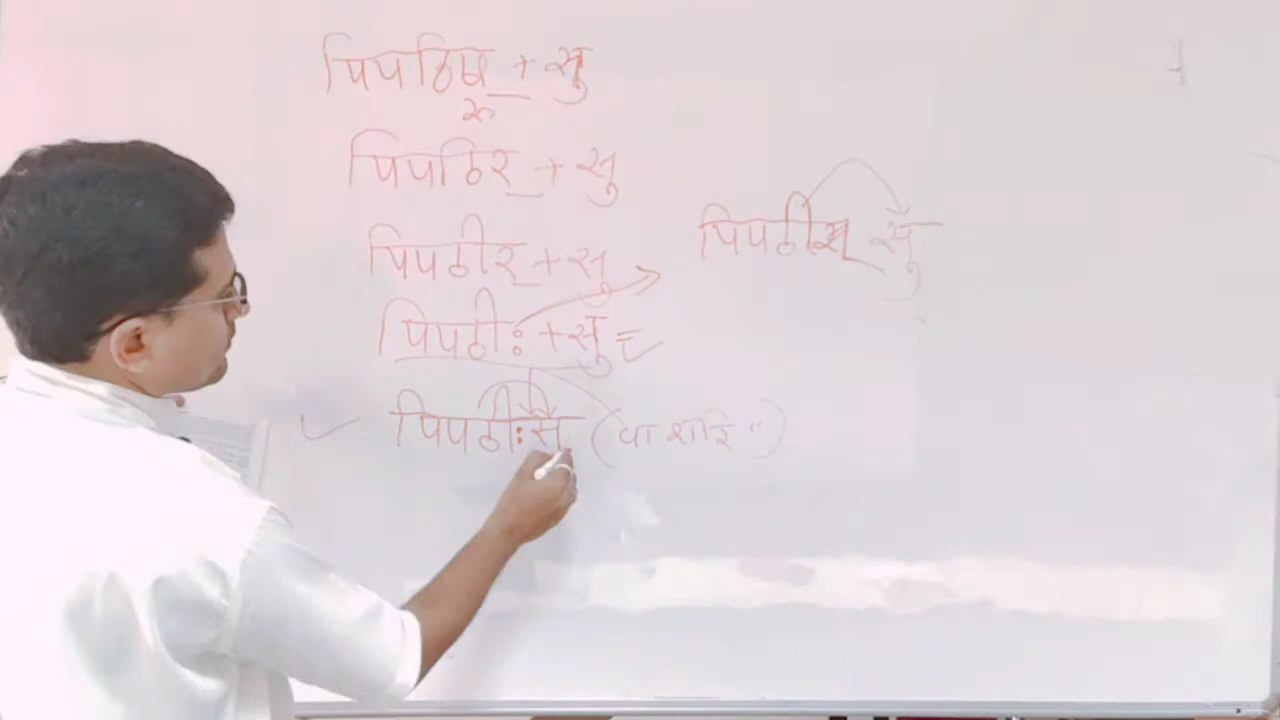 पिपठिष् + सु
रु
पिपठिर् + सु
पिपठीर् + सु
पिपठीः + सु =
पिपठीःसु (वा शरि")
पिपठीस् सु